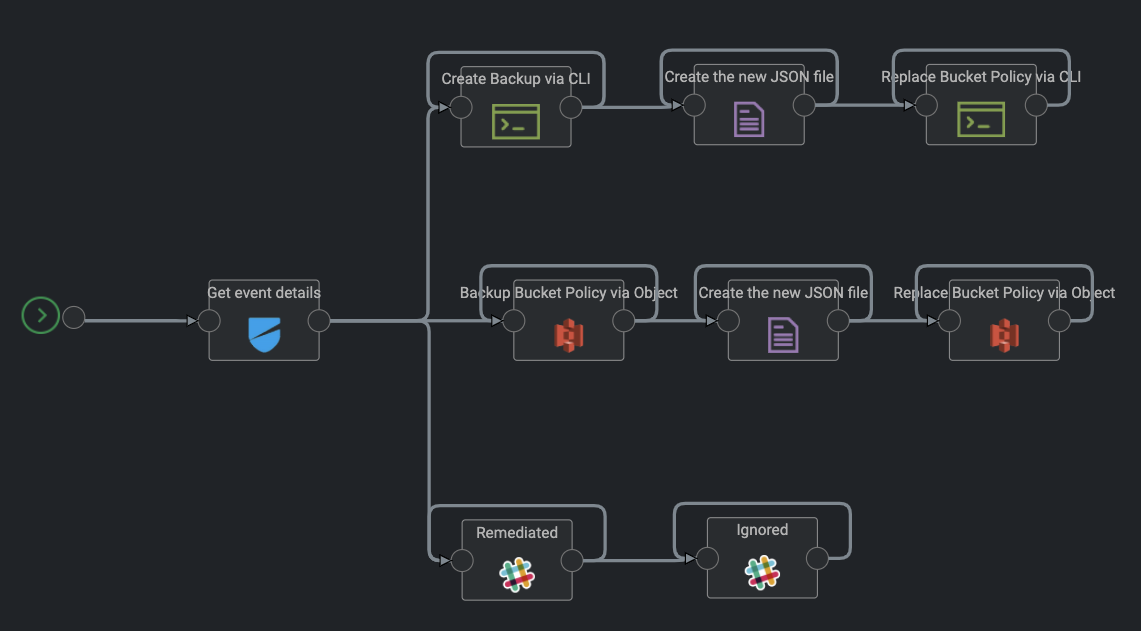 Create Backup via CLI
Create the new JSON file
Replace Bucket Policy via CLI
Get event details
Backup Bucket Policy via Object
Create the new JSON file
Replace Bucket Policy via Object
Remediated
Ignored